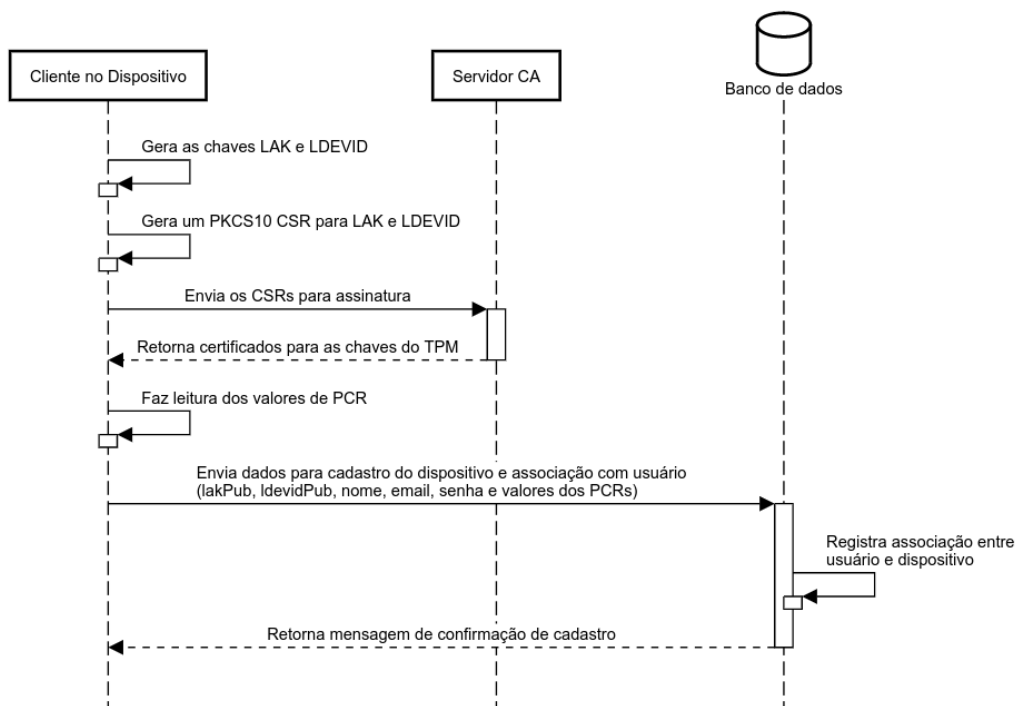 Cliente no Dispositivo
Servidor CA
Banco de dados
Gera as chaves LAK e LDEVID
Gera um PKCS10 CSR para LAK e LDEVID
Envia os CSRs para assinatura
Retorna certificados para as chaves do TPM
Faz leitura dos valores de PCR
Envia dados para cadastro do dispositivo e associação com usuário
(lakPub, ldevidPub, nome, email, senha e valores dos PCRs)
Registra associação entre
usuário e dispositivo
Retorna mensagem de confirmação de cadastro